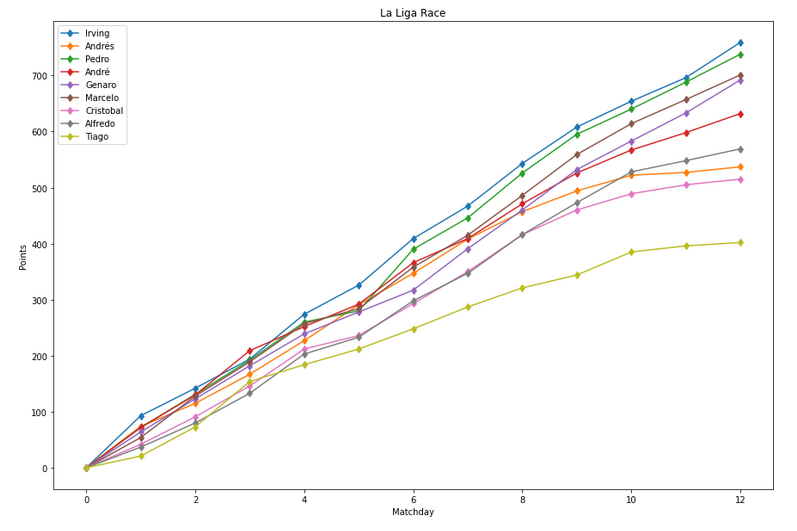 La Liga Race
Irving
Andrés
Pedro
André
Genaro
Marcelo
Cristobal
Alfredo
Tiago
700
600
500
400
300
200
100
0
Points
0 2 4 6 8 10 12
Matchday